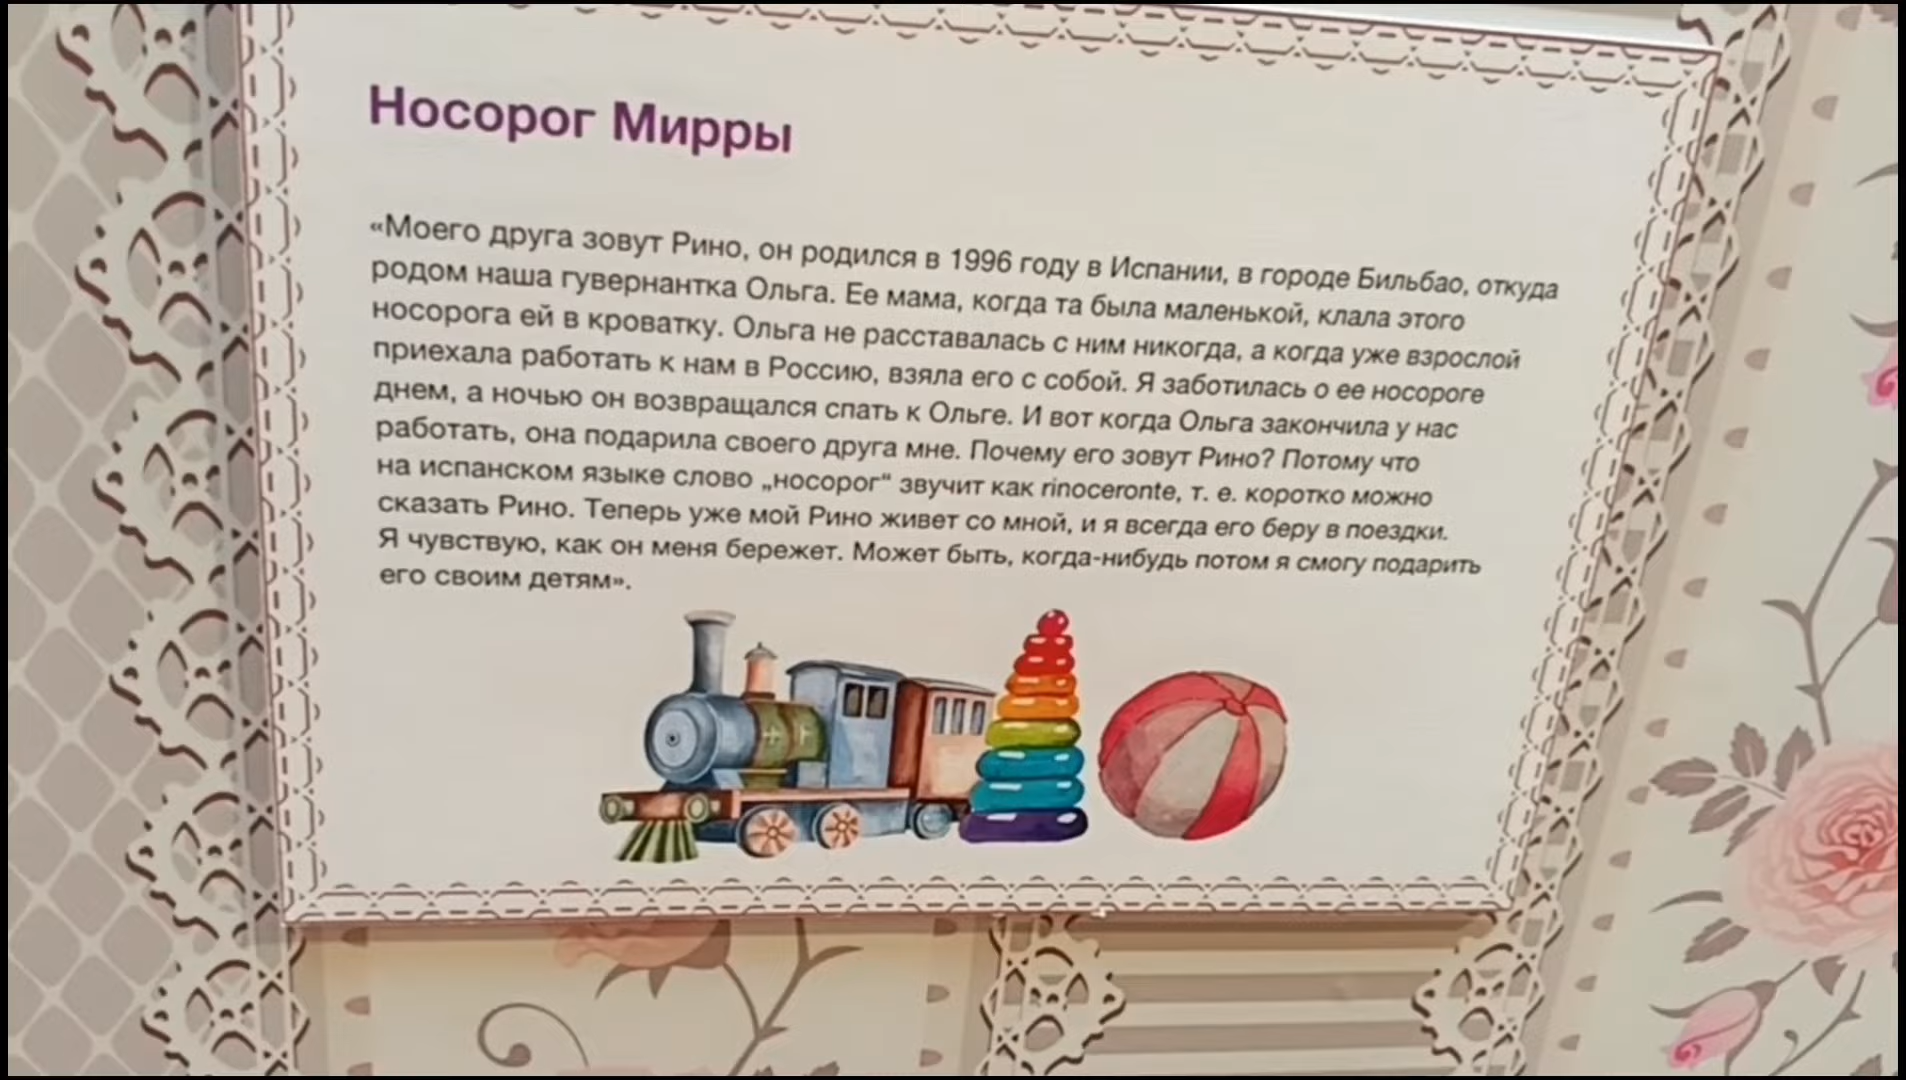 Носорог Мирры
«Моего друга зовут Рино, он родился в 1996 году в Испании, в городе Бильбао, откуда
родом наша гувернантка Ольга. Ее мама, когда та была маленькой, клала этого
носорога ей в кроватку. Ольга не расставалась с ним никогда, а когда уже взрослой
приехала работать к нам в Россию, взяла его с собой. Я заботилась о ее носороге
днем, а ночью он возвращался спать к Ольге. И вот когда Ольга закончила у нас
работать, она подарила своего друга мне. Почему его зовут Рино? Потому что
на испанском языке слово „носорог“ звучит как rinoceronte, т. е. коротко можно
сказать Рино. Теперь уже мой Рино живет со мной, и я всегда его беру в поездки.
Я чувствую, как он меня бережет. Может быть, когда-нибудь потом я смогу подарить
его своим детям».